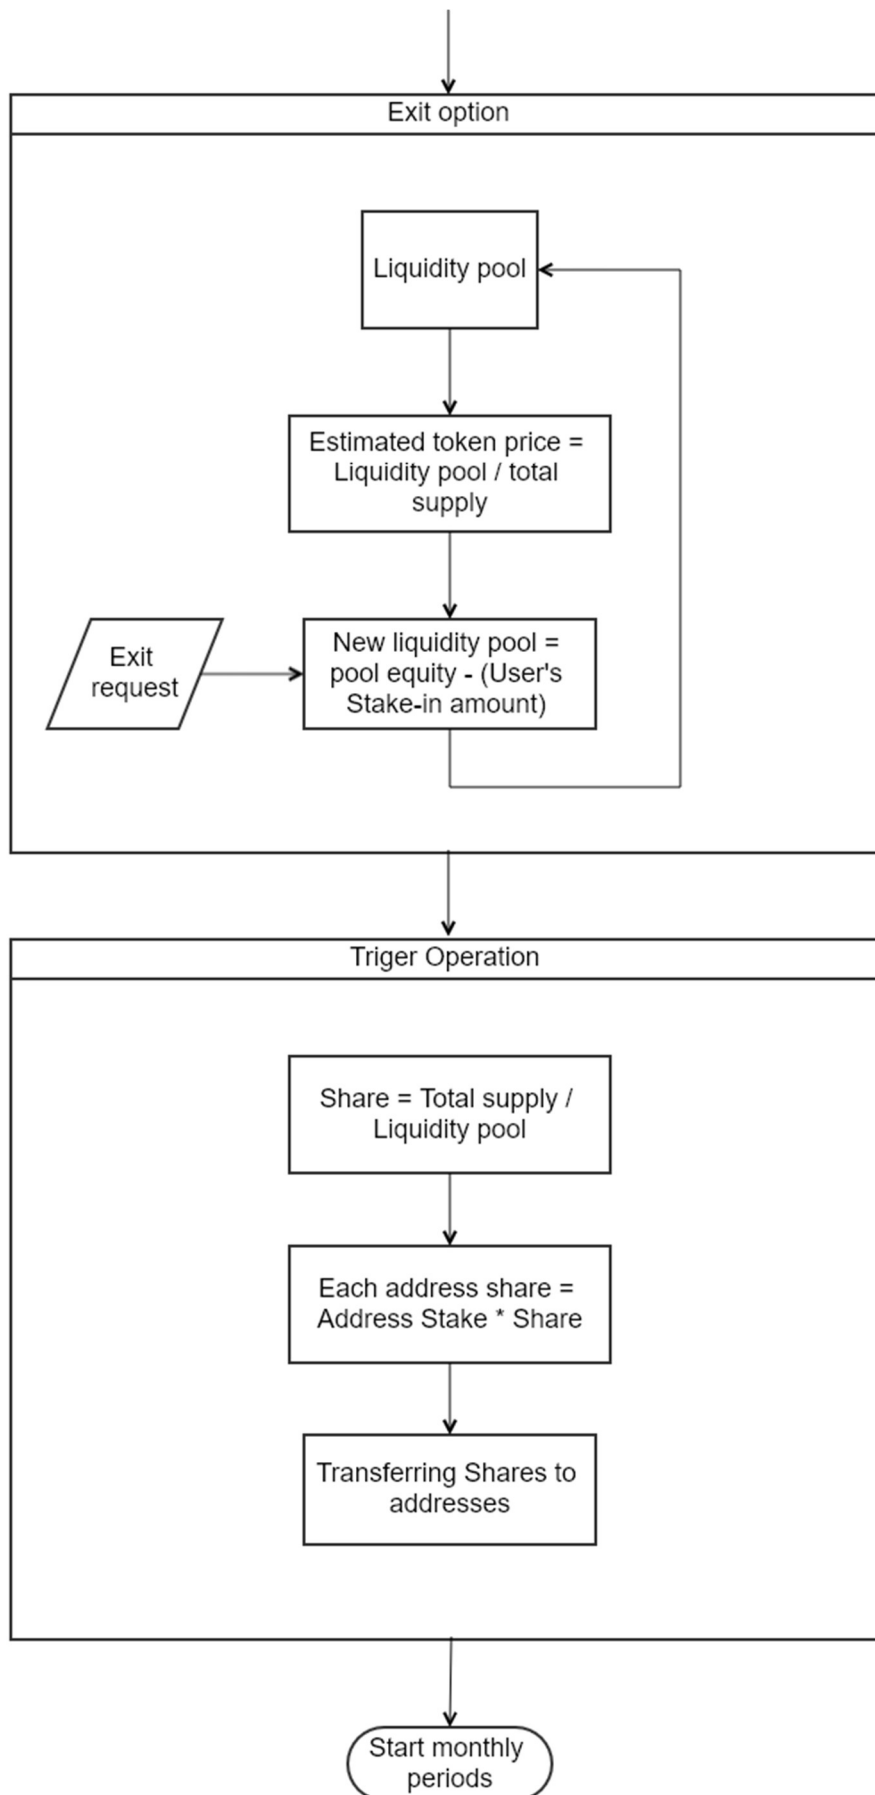 Exit option
Liquidity pool
Estimated token price =
Liquidity pool / total
supply
Exit
request
New liquidity pool =
pool equity - (User's
Stake-in amount)
Triger Operation
Share = Total supply /
Liquidity pool
Each address share =
Address Stake * Share
Transferring Shares to
addresses
Start monthly
periods